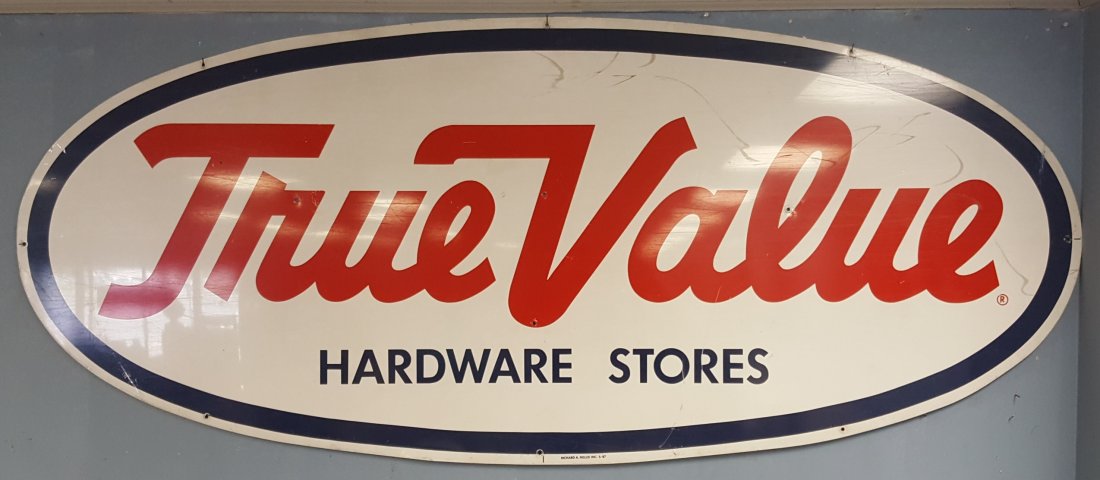 True Value
®
HARDWARE STORES